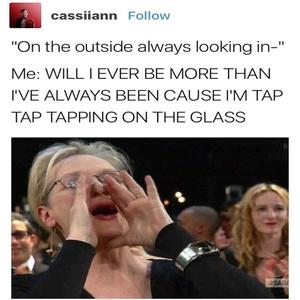 cassiiann Follow
"On the outside always looking in-"
Me: WILL I EVER BE MORE THAN
I'VE ALWAYS BEEN CAUSE I'M TAP
TAP TAPPING ON THE GLASS